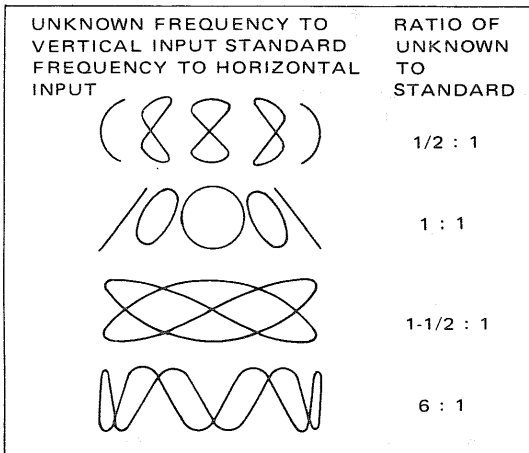 UNKNOWN FREQUENCY TO
VERTICAL INPUT STANDARD
FREQUENCY TO HORIZONTAL
INPUT
RATIO OF
UNKNOWN
TO
STANDARD
1/2 : 1
1 : 1
1-1/2 : 1
6 : 1